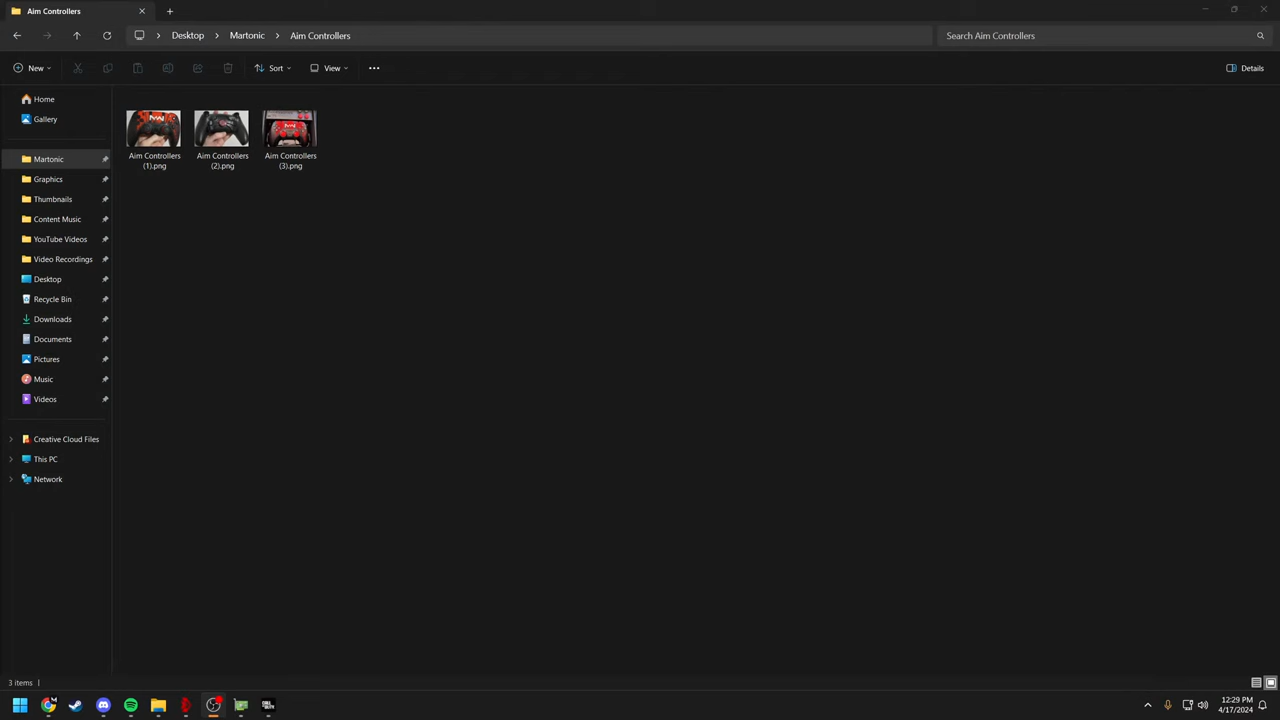 Aim Controllers
Desktop
Martonic
Aim Controllers
Search Aim Controllers
New
Sort
View
Details
Home
Gallery
Martonic
Graphics
Thumbnails
Content Music
YouTube Videos
Video Recordings
Desktop
Recycle Bin
Downloads
Documents
Pictures
Music
Videos
Creative Cloud Files
This PC
Network
Aim Controllers
(1).png
Aim Controllers
(2).png
Aim Controllers
(3).png
3 items
12:29 PM
4/17/2024